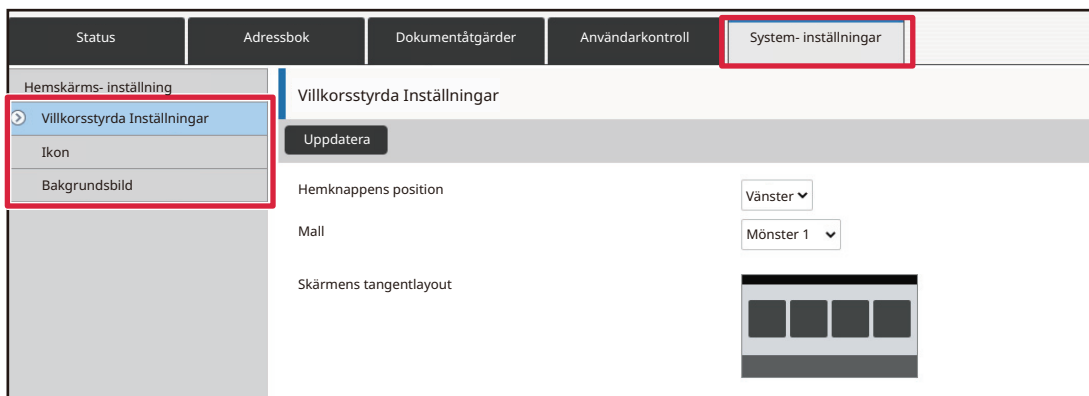 Status
Adressbok
Dokumentåtgärder
Användarkontroll
System- inställningar
Hemskärms- inställning
Villkorsstyrda Inställningar
Ikon
Bakgrundsbild
Villkorsstyrda Inställningar
Uppdatera
Hemknappens position
Vänster
Mall
Mönster 1
Skärmens tangentlayout